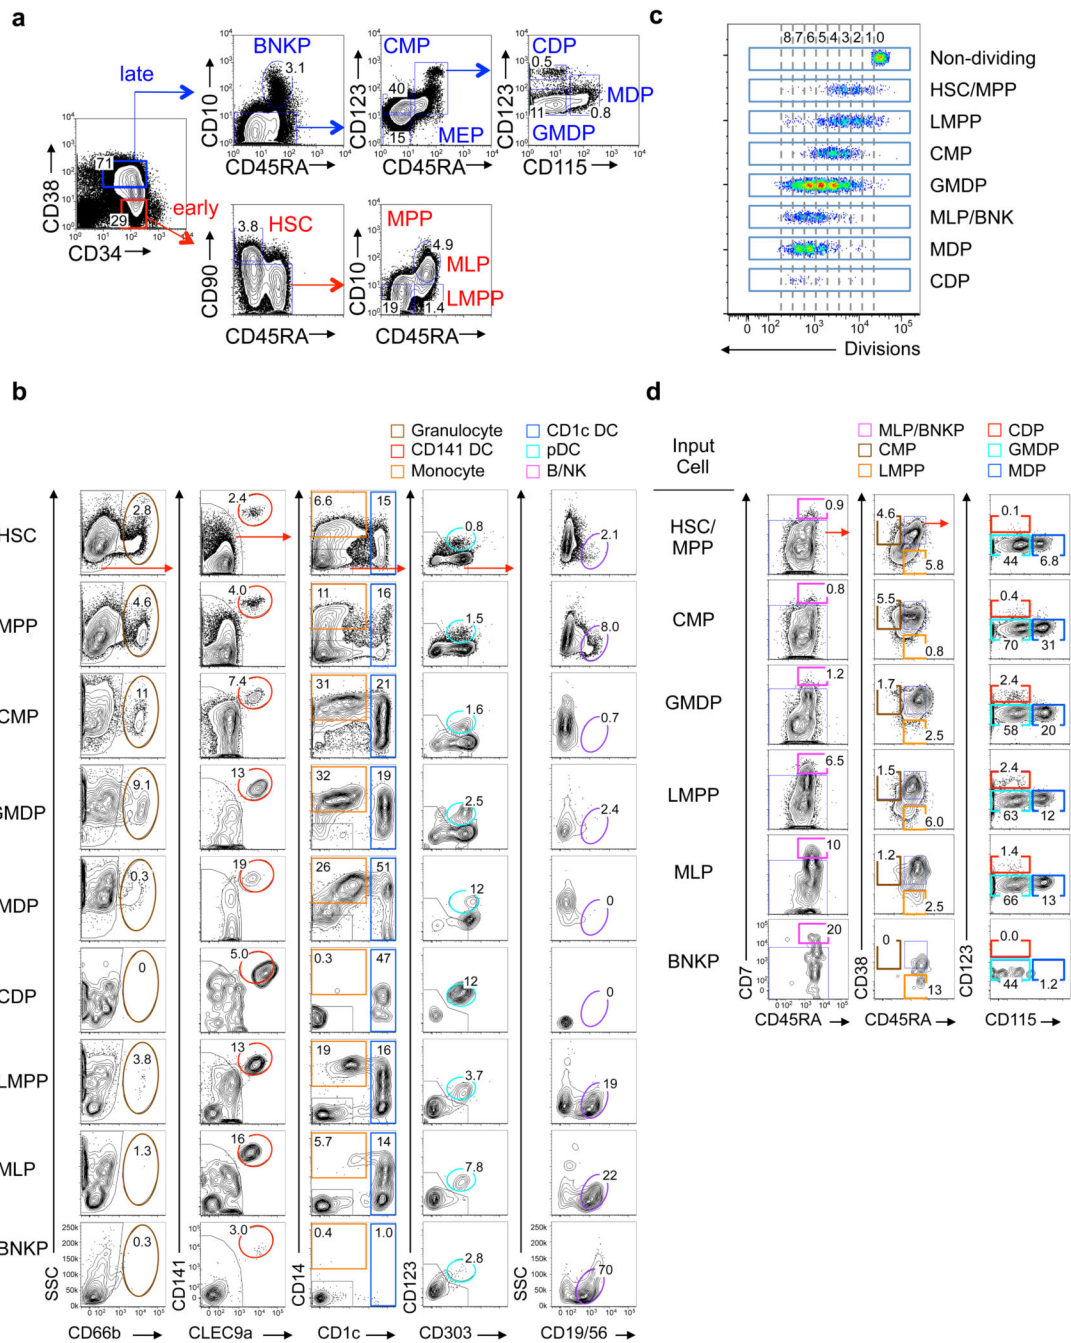 a
late
early
71
29
CD38
CD34
10⁰ 10¹ 10² 10³ 10⁴
BNKP
3.1
CD10
CD45RA
CMP
40
15
MEP
CD123
CD45RA
CDP
0.5
MDP
11
0.8
GMDP
CD123
CD115
HSC
3.8
CD90
CD45RA
MPP
4.9
MLP
LMPP
19
1.4
CD10
CD45RA
c
8 7 6 5 4 3 2 1 0
Non-dividing
HSC/MPP
LMPP
CMP
GMDP
MLP/BNK
MDP
CDP
0 10² 10³ 10⁴ 10⁵
Divisions
b
Granulocyte
CD141 DC
Monocyte
CD1c DC
pDC
B/NK
HSC
2.8
2.4
6.6
15
0.8
2.1
MPP
4.6
4.0
11
16
1.5
8.0
CMP
11
7.4
31
21
1.6
0.7
GMDP
9.1
13
32
19
2.5
2.4
MDP
0.3
19
26
51
12
0
CDP
0
5.0
0.3
47
12
0
LMPP
3.8
13
19
16
3.7
19
MLP
1.3
16
5.7
14
7.8
22
BNKP
0.3
3.0
0.4
1.0
2.8
70
250k
200k
150k
100k
50k
0k
SSC
CD141
CD14
CD123
SSC
CD66b
CLEC9a
CD1c
CD303
CD19/56
d
Input
Cell
MLP/BNKP
CMP
LMPP
CDP
GMDP
MDP
HSC/
MPP
0.9
4.6
5.8
0.1
44
6.8
CMP
0.8
5.5
0.8
0.4
70
31
GMDP
1.2
1.7
2.5
2.4
58
20
LMPP
6.5
1.5
6.0
2.4
63
12
MLP
10
1.2
2.5
1.4
66
13
BNKP
20
0
13
0.0
44
1.2
CD7
CD38
CD123
CD45RA
CD45RA
CD115